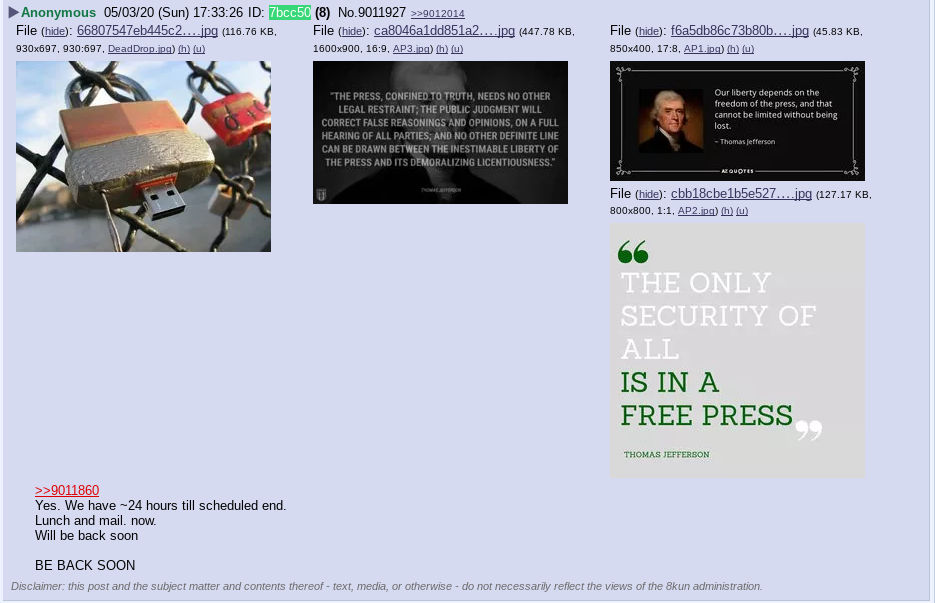 ▶Anonymous 05/03/20 (Sun) 17:33:26 ID: 7bcc50 (8) No.9011927 >>9012014
File (hide): 66807547eb445c2….jpg (116.76 KB,
930x697, 930:697, DeadDrop.jpg) (h) (u)
File (hide): ca8046a1dd851a2….jpg (447.78 KB,
1600x900, 16:9, AP3.jpg) (h) (u)
"THE PRESS, CONFINED TO TRUTH, NEEDS NO OTHER
LEGAL RESTRAINT; THE PUBLIC JUDGMENT WILL
CORRECT FALSE REASONINGS AND OPINIONS, ON A FULL
HEARING OF ALL PARTIES; AND NO OTHER DEFINITE LINE
CAN BE DRAWN BETWEEN THE INESTIMABLE LIBERTY OF
THE PRESS AND ITS DEMORALIZING LICENTIOUSNESS."
THOMAS JEFFERSON
File (hide): f6a5db86c73b80b….jpg (45.83 KB,
850x400, 17:8, AP1.jpg) (h) (u)
Our liberty depends on the
freedom of the press, and that
cannot be limited without being
lost.
~ Thomas Jefferson
AZ QUOTES
File (hide): cbb18cbe1b5e527….jpg (127.17 KB,
800x800, 1:1, AP2.jpg) (h) (u)
“
THE ONLY
SECURITY OF
ALL
IS IN A
FREE PRESS
”
THOMAS JEFFERSON
>>9011860
Yes. We have ~24 hours till scheduled end.
Lunch and mail. now.
Will be back soon
BE BACK SOON
Disclaimer: this post and the subject matter and contents thereof - text, media, or otherwise - do not necessarily reflect the views of the 8kun administration.